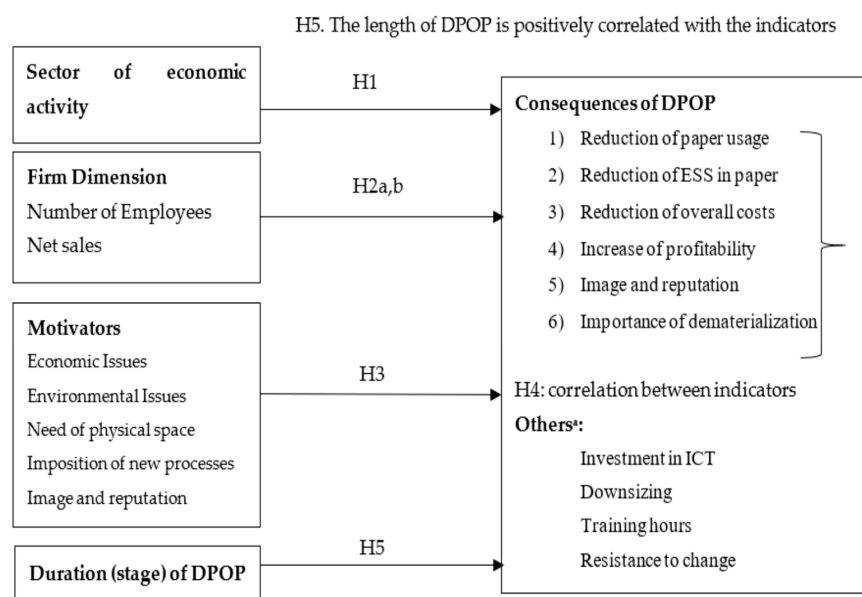 H5. The length of DPOP is positively correlated with the indicators
Sector of economic
activity
H1
Firm Dimension
Number of Employees
Net sales
H2a,b
Motivators
Economic Issues
Environmental Issues
Need of physical space
Imposition of new processes
Image and reputation
H3
Duration (stage) of DPOP
H5
Consequences of DPOP
1) Reduction of paper usage
2) Reduction of ESS in paper
3) Reduction of overall costs
4) Increase of profitability
5) Image and reputation
6) Importance of dematerialization
H4: correlation between indicators
Othersª:
Investment in ICT
Downsizing
Training hours
Resistance to change